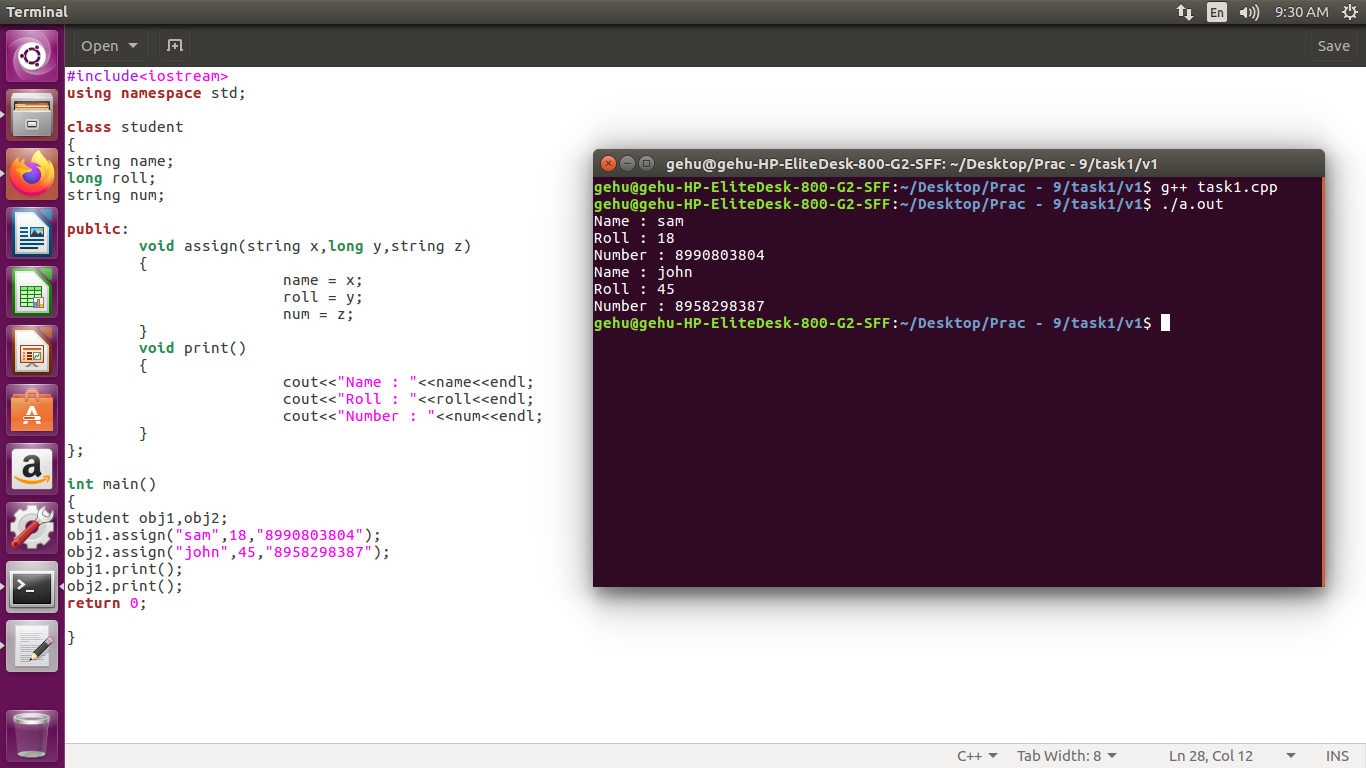 Terminal
En
9:30 AM
Open
Save
#include<iostream>
using namespace std;
class student
{
string name;
long roll;
string num;
public:
void assign(string x,long y,string z)
{
name = x;
roll = y;
num = z;
}
void print()
{
cout<<"Name : "<<name<<endl;
cout<<"Roll : "<<roll<<endl;
cout<<"Number : "<<num<<endl;
}
};
int main()
{
student obj1,obj2;
obj1.assign("sam",18,"8990803804");
obj2.assign("john",45,"8958298387");
obj1.print();
obj2.print();
return 0;
}
gehu@gehu-HP-EliteDesk-800-G2-SFF: ~/Desktop/Prac - 9/task1/v1
gehu@gehu-HP-EliteDesk-800-G2-SFF:~/Desktop/Prac - 9/task1/v1$ g++ task1.cpp
gehu@gehu-HP-EliteDesk-800-G2-SFF:~/Desktop/Prac - 9/task1/v1$ ./a.out
Name : sam
Roll : 18
Number : 8990803804
Name : john
Roll : 45
Number : 8958298387
gehu@gehu-HP-EliteDesk-800-G2-SFF:~/Desktop/Prac - 9/task1/v1$
C++
Tab Width: 8
Ln 28, Col 12
INS